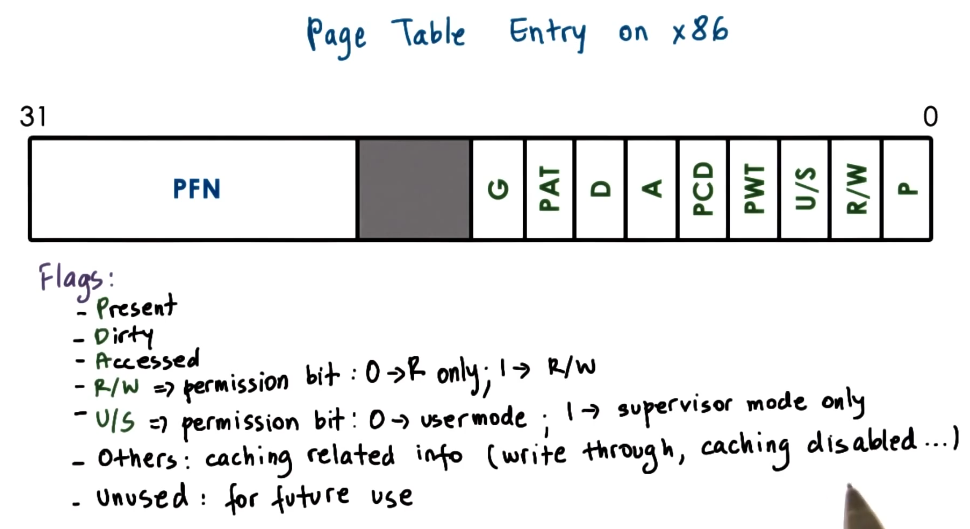 Page Table Entry on x86
31 0
PFN G PAT D A PCD PWT U/S R/W P
Flags:
- Present
- Dirty
- Accessed
- R/W => permission bit : 0 → R only; 1 → R/W
- U/S => permission bit : 0 → usermode ; 1 → supervisor mode only
- Others : caching related info (write through, caching disabled ...)
- Unused : for future use